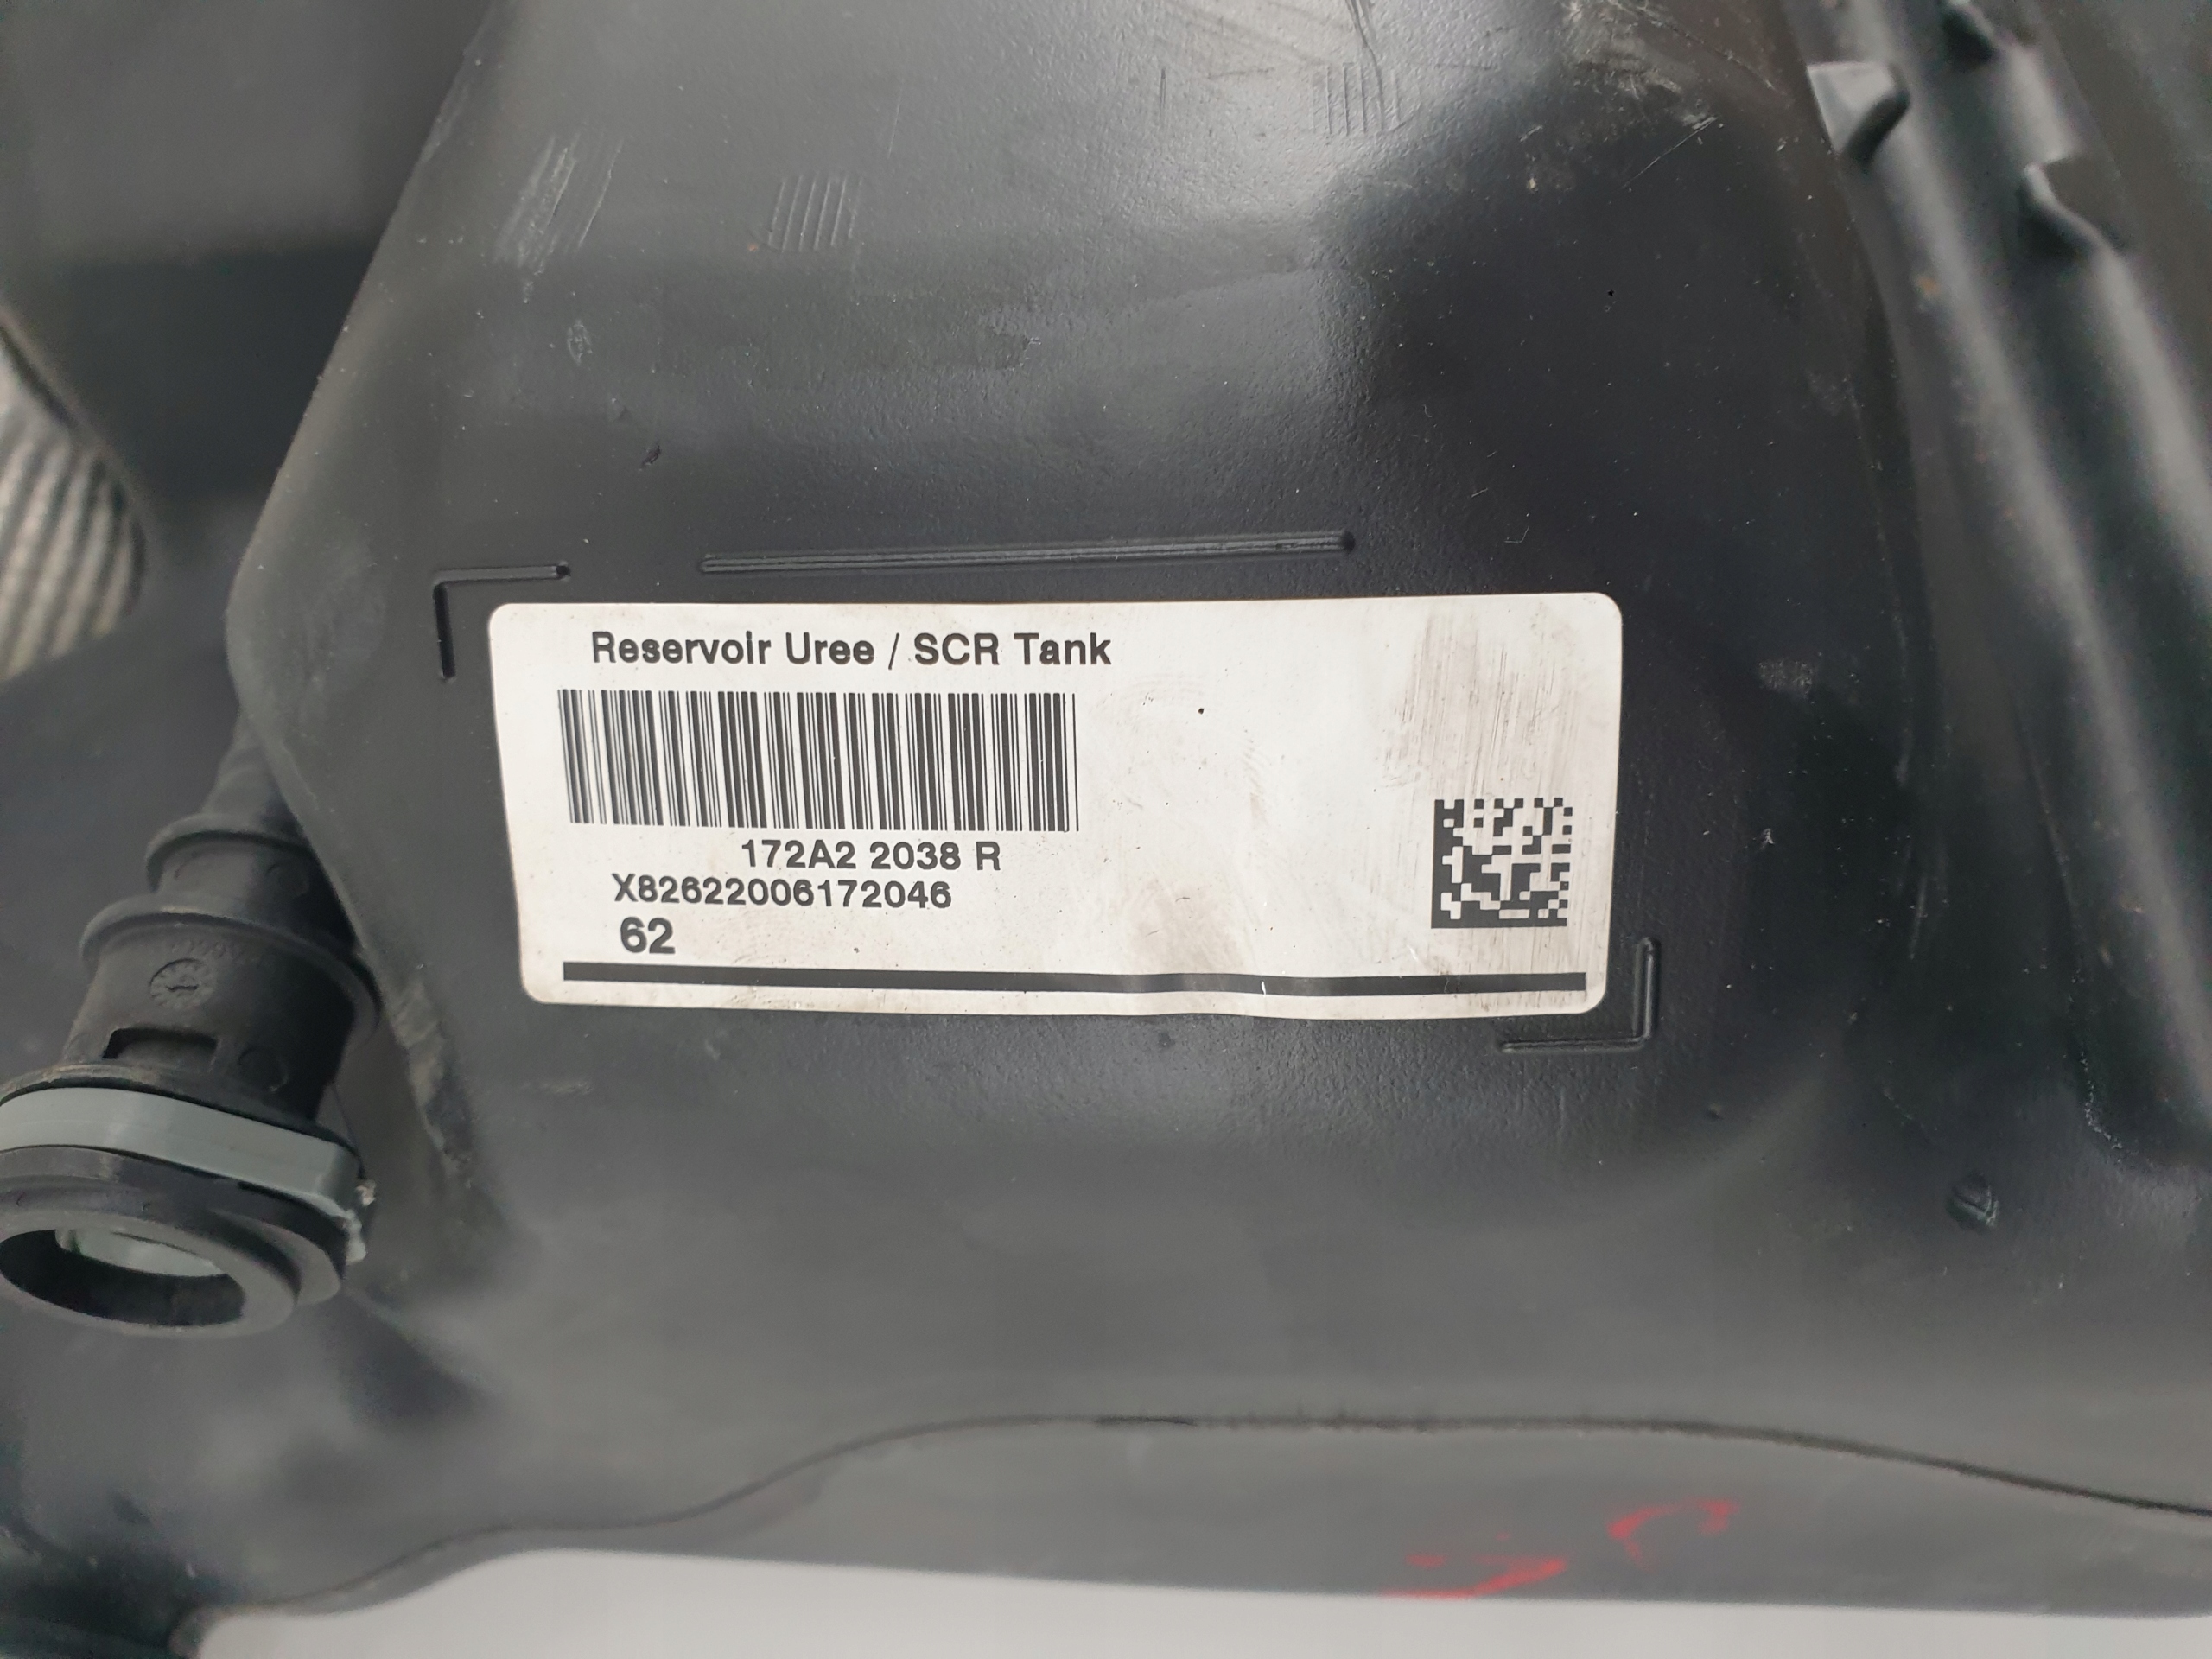 Reservoir Uree / SCR Tank
172A2 2038 R
X82622006172046
62